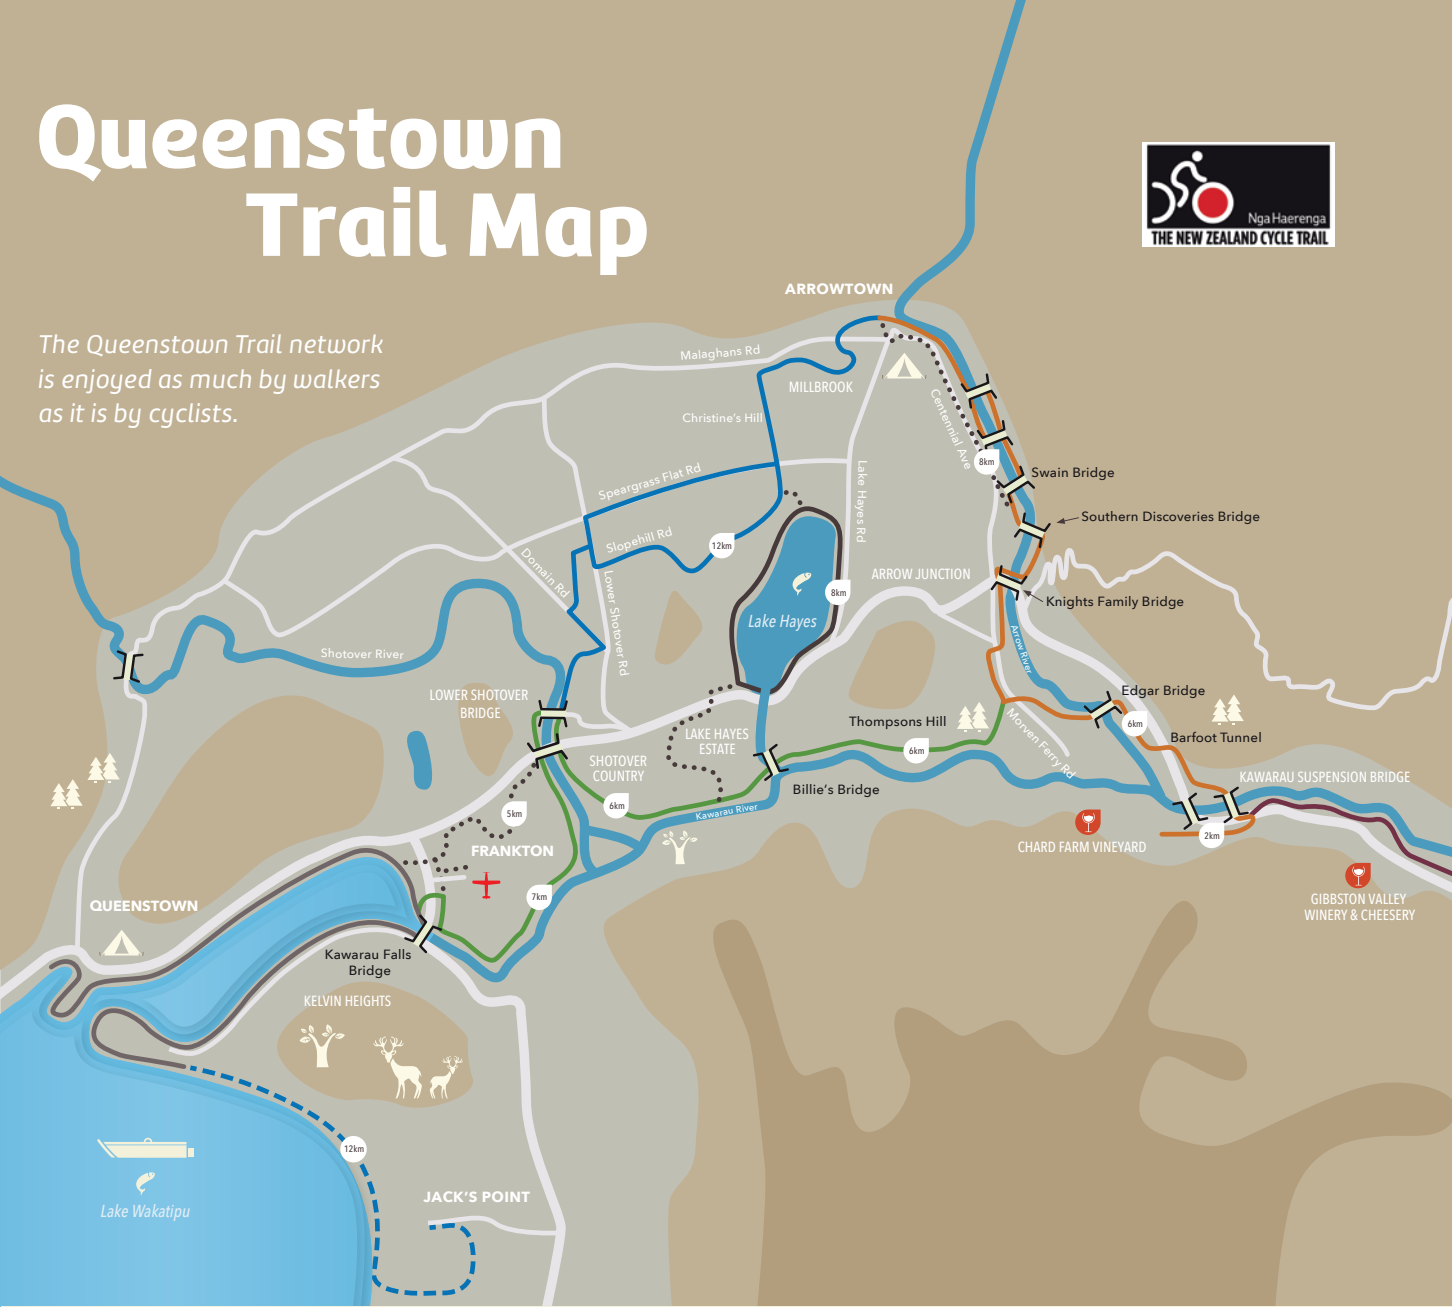 Queenstown
Trail Map
Nga Haerenga
THE NEW ZEALAND CYCLE TRAIL
The Queenstown Trail network
is enjoyed as much by walkers
as it is by cyclists.
ARROWTOWN
Malaghans Rd
MILLBROOK
Christine's Hill
Centennial Ave
8km
Swain Bridge
Speargrass Flat Rd
Lake Hayes Rd
Southern Discoveries Bridge
Slopehill Rd
12km
Domain Rd
ARROW JUNCTION
8km
Lower Shotover Rd
Knights Family Bridge
Lake Hayes
Arrow River
Shotover River
LOWER SHOTOVER
BRIDGE
Edgar Bridge
Thompsons Hill
6km
LAKE HAYES
ESTATE
Morven Ferry Rd
Barfoot Tunnel
6km
SHOTOVER
COUNTRY
KAWARAU SUSPENSION BRIDGE
Billie's Bridge
6km
5km
Kawarau River
2km
CHARD FARM VINEYARD
FRANKTON
7km
QUEENSTOWN
GIBBSTON VALLEY
WINERY & CHEESERY
Kawarau Falls
Bridge
KELVIN HEIGHTS
12km
JACK'S POINT
Lake Wakatipu